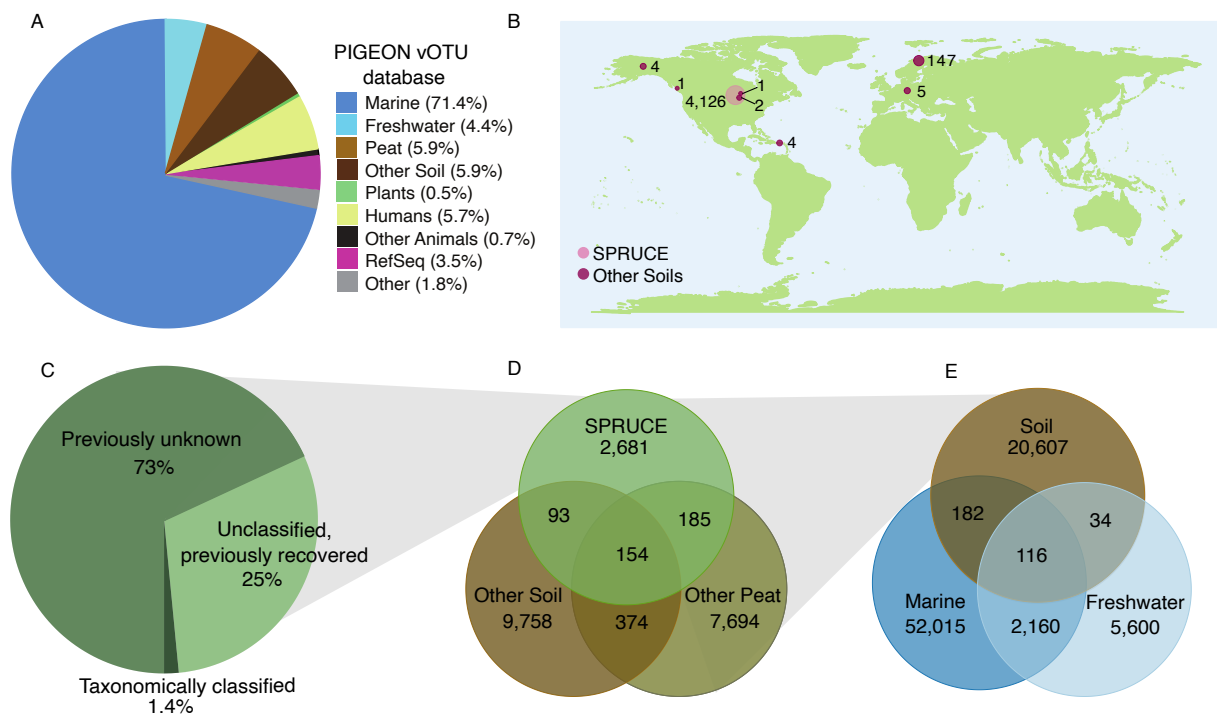 A
PIGEON vOTU
database
Marine (71.4%)
Freshwater (4.4%)
Peat (5.9%)
Other Soil (5.9%)
Plants (0.5%)
Humans (5.7%)
Other Animals (0.7%)
RefSeq (3.5%)
Other (1.8%)
B
4
1
4,126
1
2
4
147
5
SPRUCE
Other Soils
C
Previously unknown
73%
Unclassified,
previously recovered
25%
Taxonomically classified
1.4%
D
SPRUCE
2,681
93
185
154
Other Soil
9,758
374
Other Peat
7,694
E
Soil
20,607
182
34
116
Marine
52,015
2,160
Freshwater
5,600